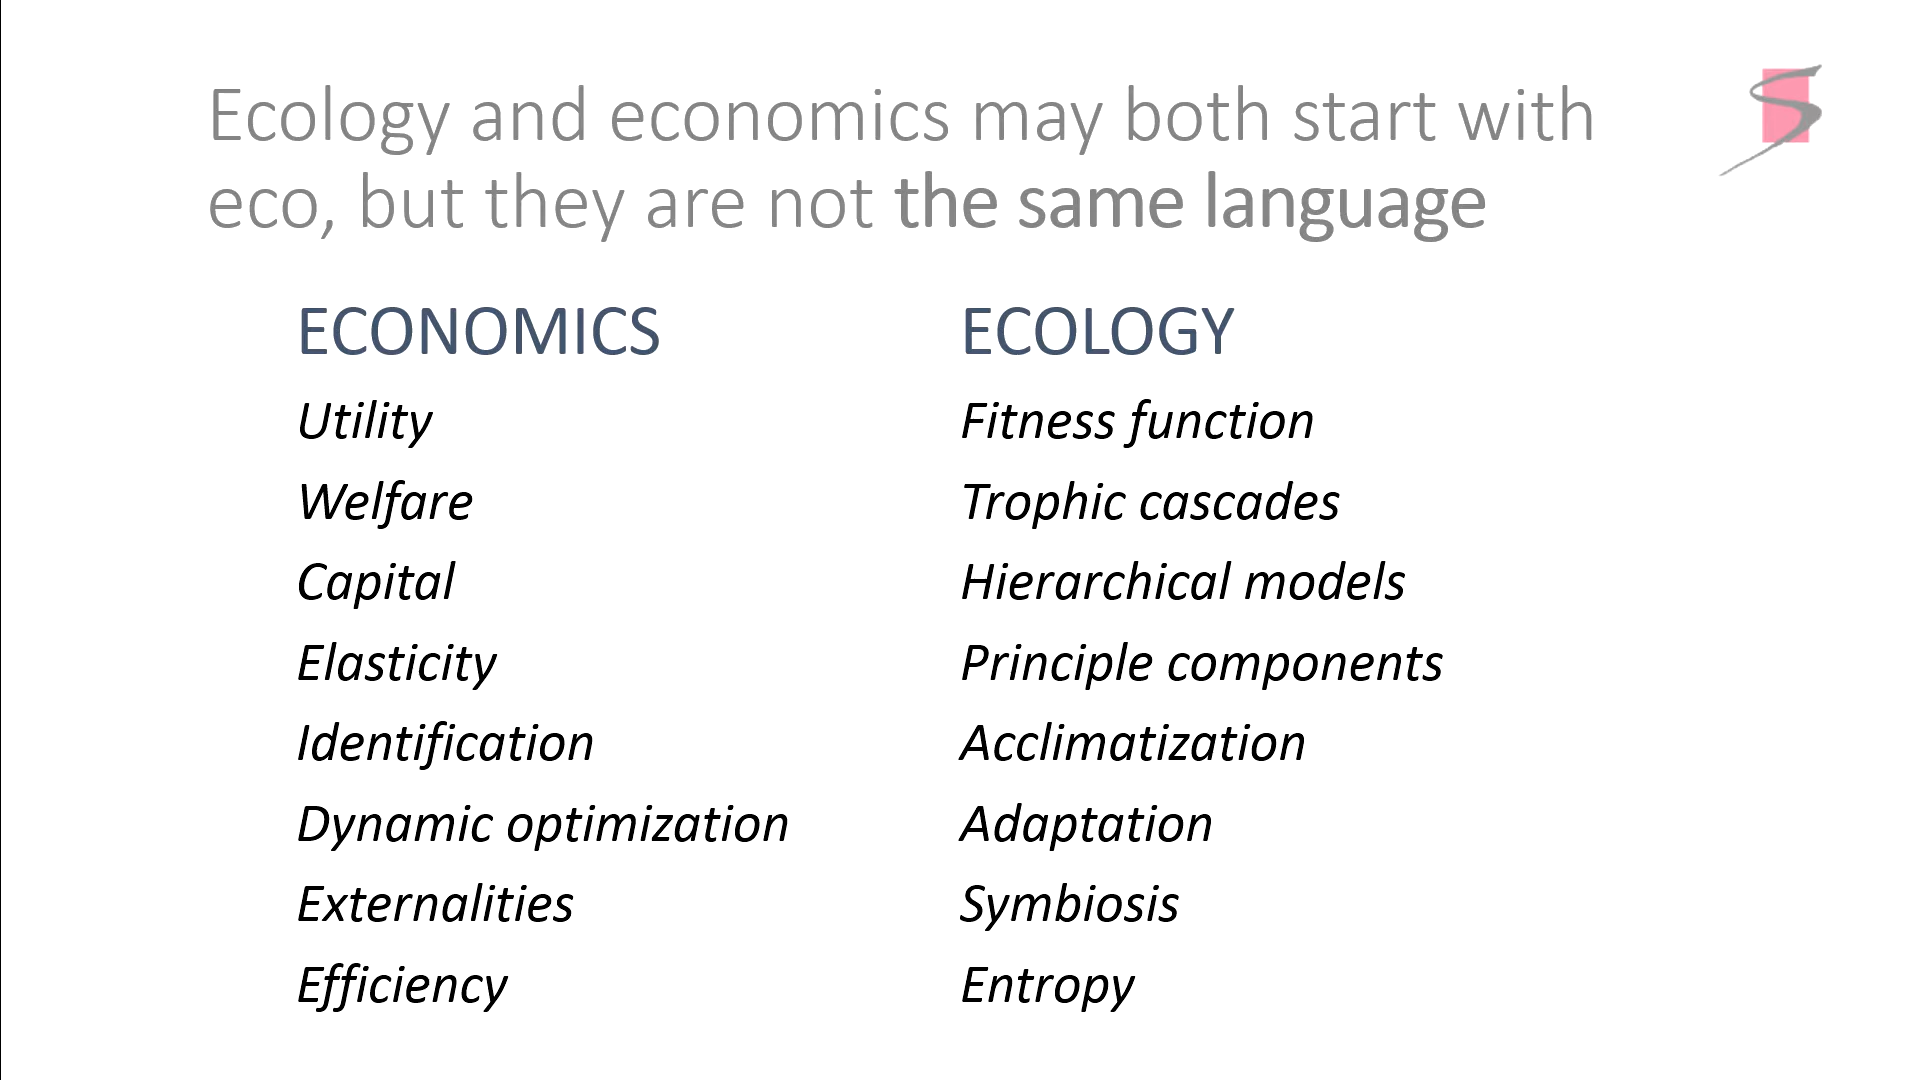 Ecology and economics may both start with
eco, but they are not the same language
ECONOMICS
Utility
Welfare
Capital
Elasticity
Identification
Dynamic optimization
Externalities
Efficiency
ECOLOGY
Fitness function
Trophic cascades
Hierarchical models
Principle components
Acclimatization
Adaptation
Symbiosis
Entropy